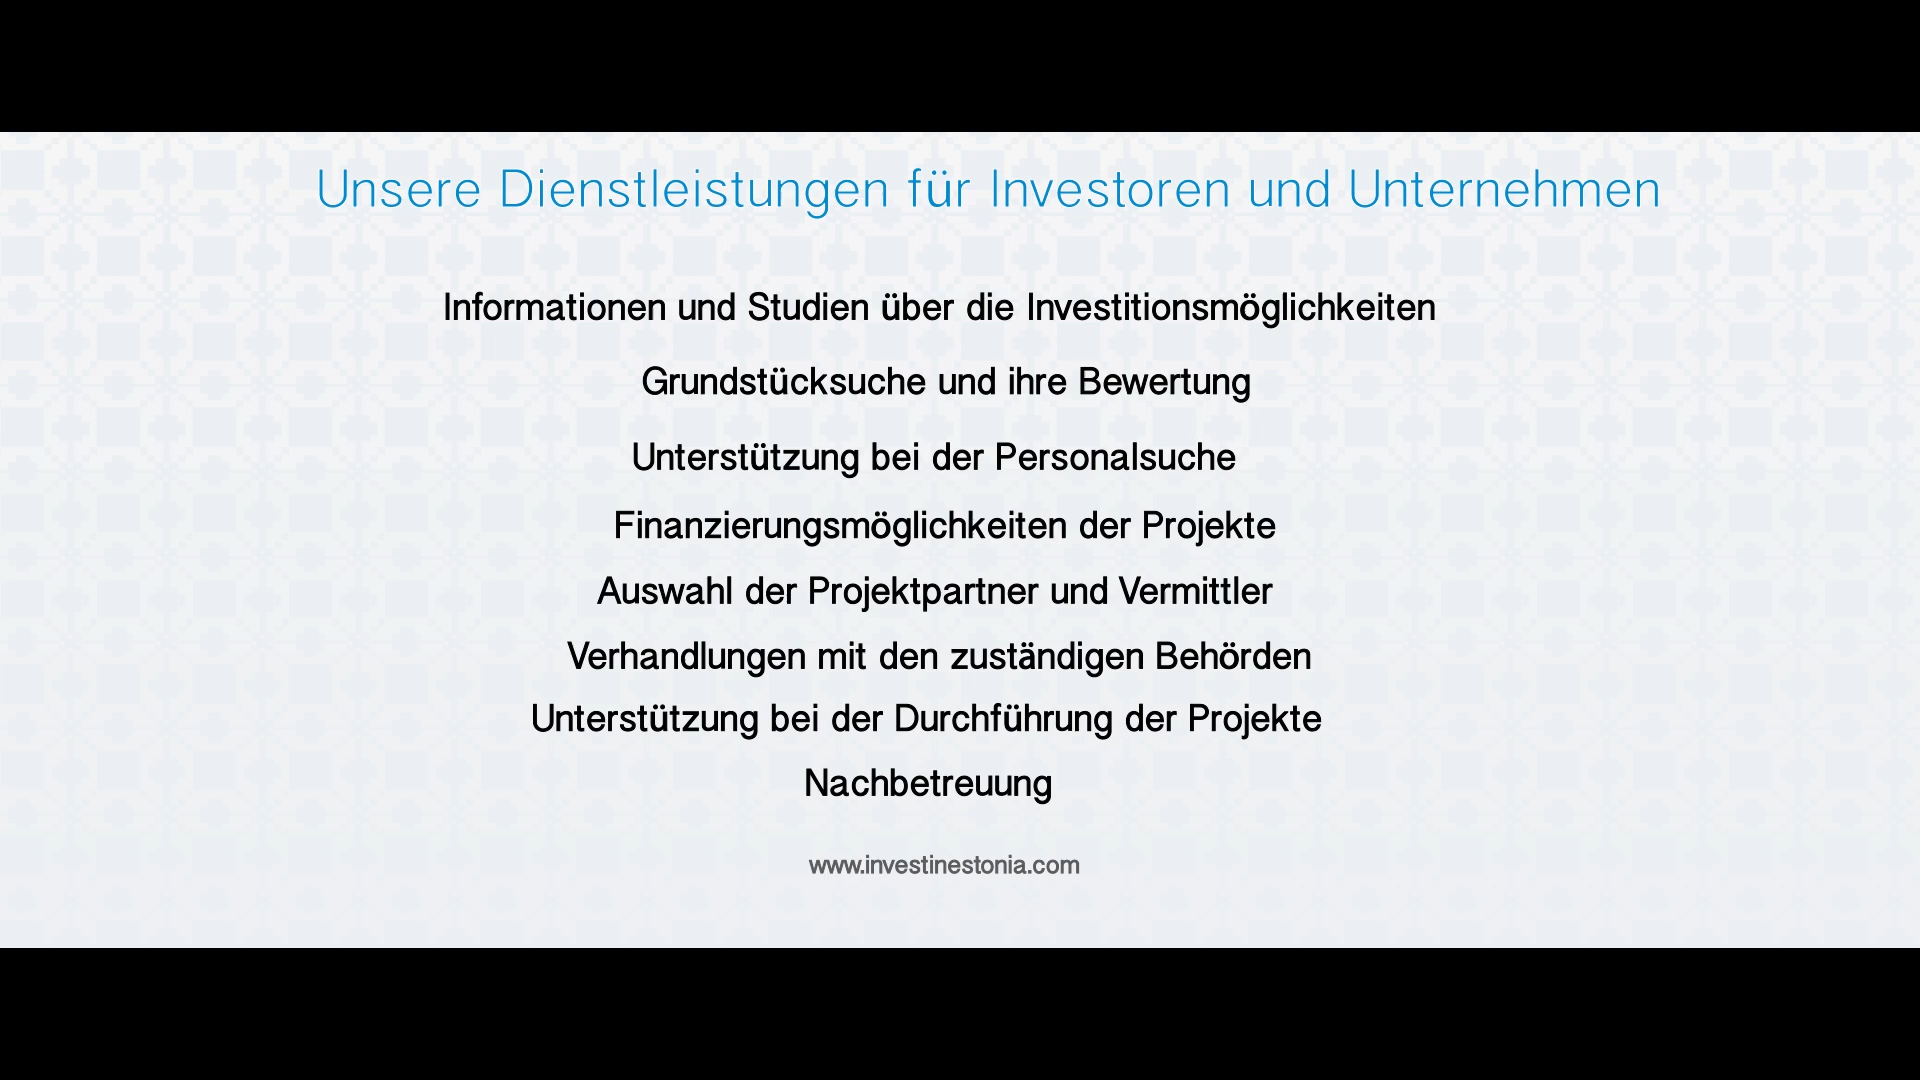 Unsere Dienstleistungen für Investoren und Unternehmen
Informationen und Studien über die Investitionsmöglichkeiten
Grundstücksuche und ihre Bewertung
Unterstützung bei der Personalsuche
Finanzierungsmöglichkeiten der Projekte
Auswahl der Projektpartner und Vermittler
Verhandlungen mit den zuständigen Behörden
Unterstützung bei der Durchführung der Projekte
Nachbetreuung
www.investinestonia.com